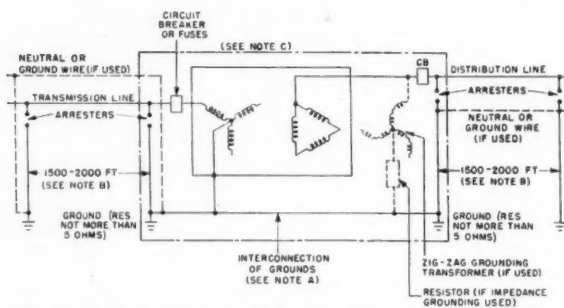 CIRCUIT
BREAKER
OR FUSES
(SEE NOTE C)
CB
NEUTRAL OR
GROUND WIRE (IF USED)
DISTRIBUTION LINE
TRANSMISSION LINE
ARRESTERS
ARRESTERS
NEUTRAL OR
GROUND WIRE
(IF USED)
1500-2000 FT
(SEE NOTE B)
1500-2000 FT
(SEE NOTE B)
GROUND (RES
NOT MORE THAN
5 OHMS)
GROUND (RES
NOT MORE THAN
5 OHMS)
INTERCONNECTION
OF GROUNDS
(SEE NOTE A)
ZIG-ZAG GROUNDING
TRANSFORMER (IF USED)
RESISTOR (IF IMPEDANCE
GROUNDING USED)